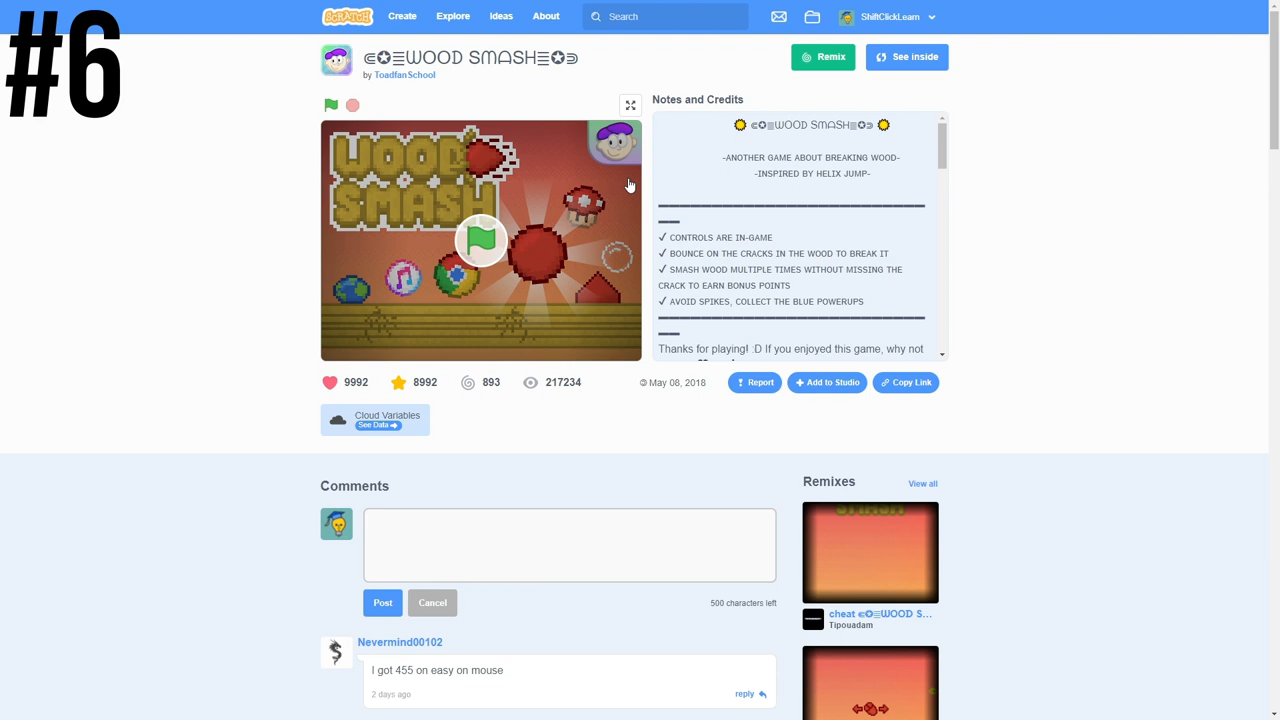 #6
SCRATCH
Create
Explore
Ideas
About
Search
ShiftClickLearn
⋐✪☰WOOD SMASH☰✪⋑
by ToadfanSchool
Remix
See inside
Notes and Credits
WOOD
SMASH
⋐✪☰WOOD SMASH☰✪⋑
-ANOTHER GAME ABOUT BREAKING WOOD-
-INSPIRED BY HELIX JUMP-
✓ CONTROLS ARE IN-GAME
✓ BOUNCE ON THE CRACKS IN THE WOOD TO BREAK IT
✓ SMASH WOOD MULTIPLE TIMES WITHOUT MISSING THE
CRACK TO EARN BONUS POINTS
✓ AVOID SPIKES, COLLECT THE BLUE POWERUPS
Thanks for playing! :D If you enjoyed this game, why not
9992
8992
893
217234
© May 08, 2018
Report
Add to Studio
Copy Link
Cloud Variables
See Data
Comments
Post
Cancel
500 characters left
Nevermind00102
I got 455 on easy on mouse
2 days ago
reply
Remixes
View all
SMASH
cheat ⋐✪☰WOOD S...
Tipouadam